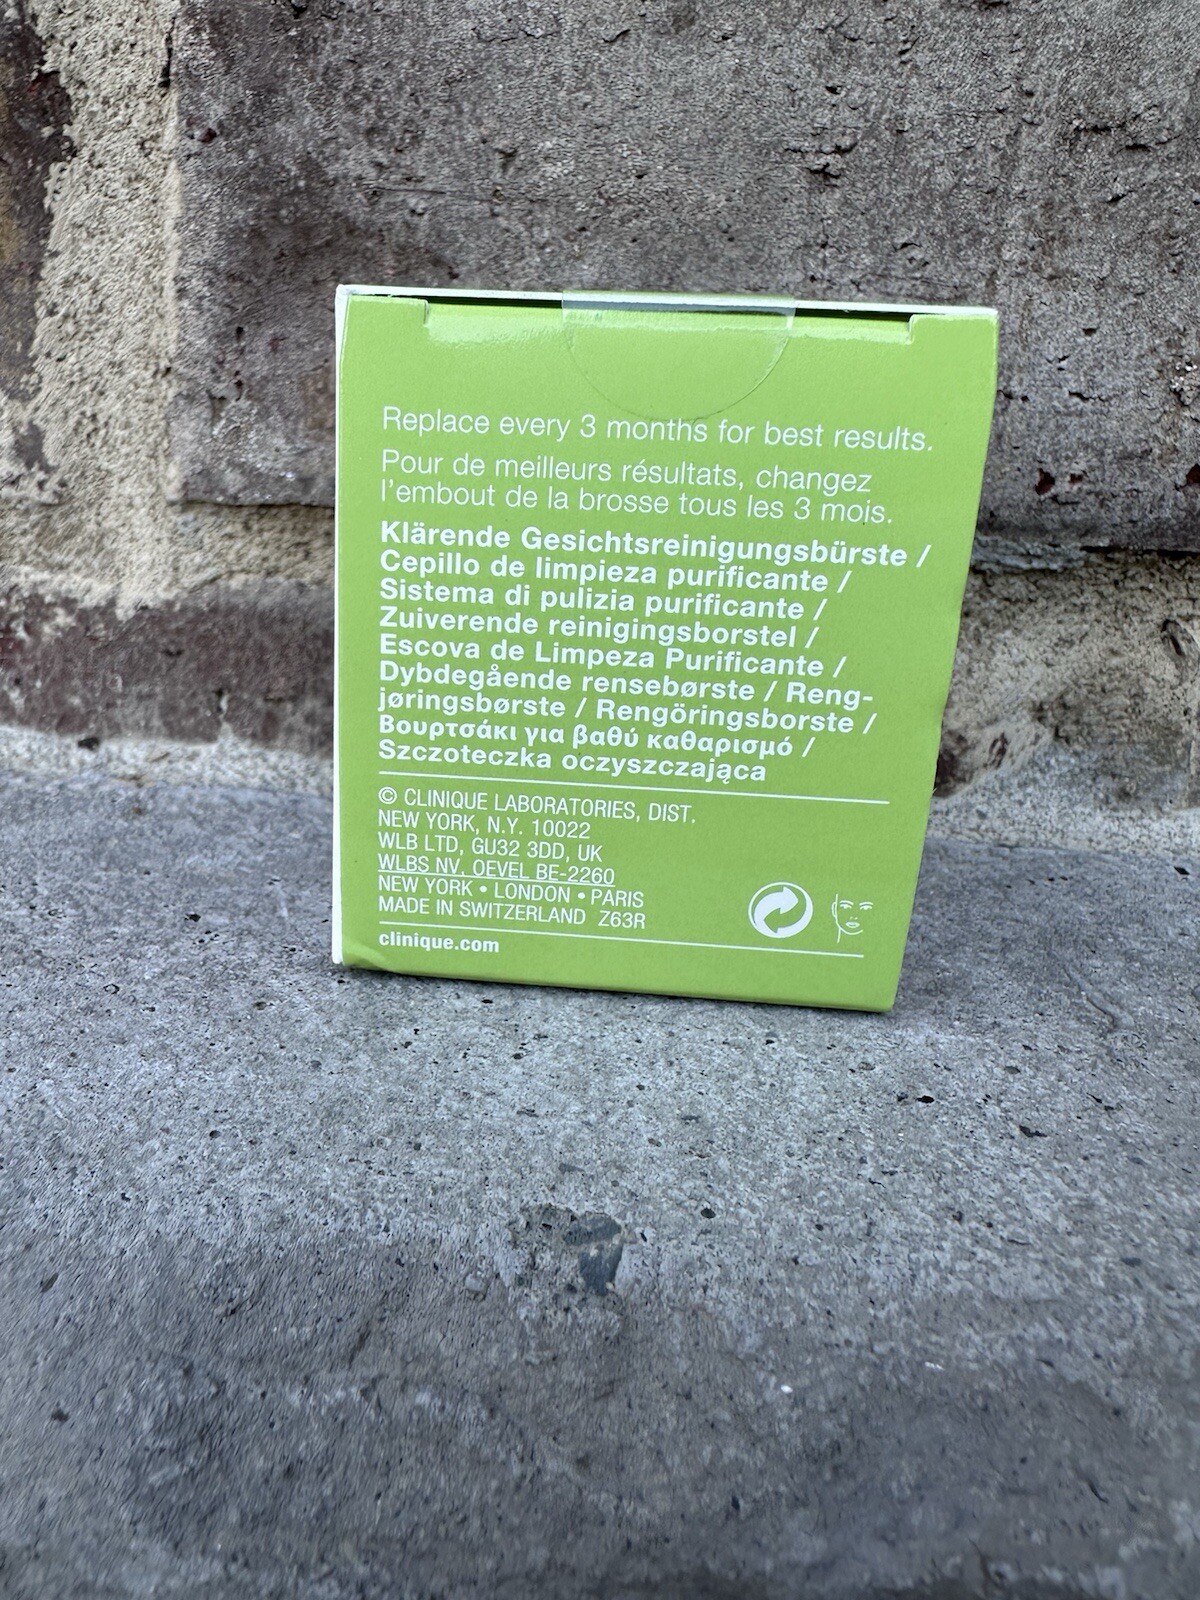 Replace every 3 months for best results.
Pour de meilleurs résultats, changez
l'embout de la brosse tous les 3 mois.
Klärende Gesichtsreinigungsbürste /
Cepillo de limpieza purificante /
Sistema di pulizia purificante /
Zuiverende reinigingsborstel /
Escova de Limpeza Purificante /
Dybdegående rensebørste / Reng-
jøringsbørste / Rengöringsborste /
Βουρτσάκι για βαθύ καθαρισμό /
Szczoteczka oczyszczająca
© CLINIQUE LABORATORIES, DIST.
NEW YORK, N.Y. 10022
WLB LTD, GU32 3DD, UK
WLBS NV. OEVEL BE-2260
NEW YORK • LONDON • PARIS
MADE IN SWITZERLAND Z63R
clinique.com